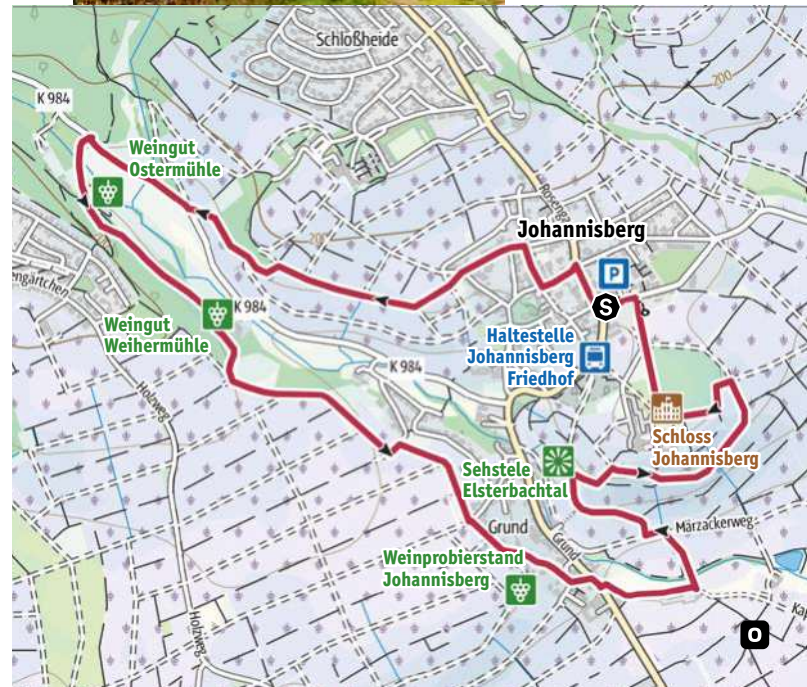 Schloßheide
K 984
200
Weingut
Ostermühle
200
Johannisberg
P
S
engärtchen
K 984
Weingut
Weihermühle
Haltestelle
Johannisberg
Friedhof
K 984
Holzweg
Schloss
Johannisberg
Sehstele
Elsterbachtal
Grund
Märzackerweg
Grund
Weinprobierstand
Johannisberg
Holzweg
O